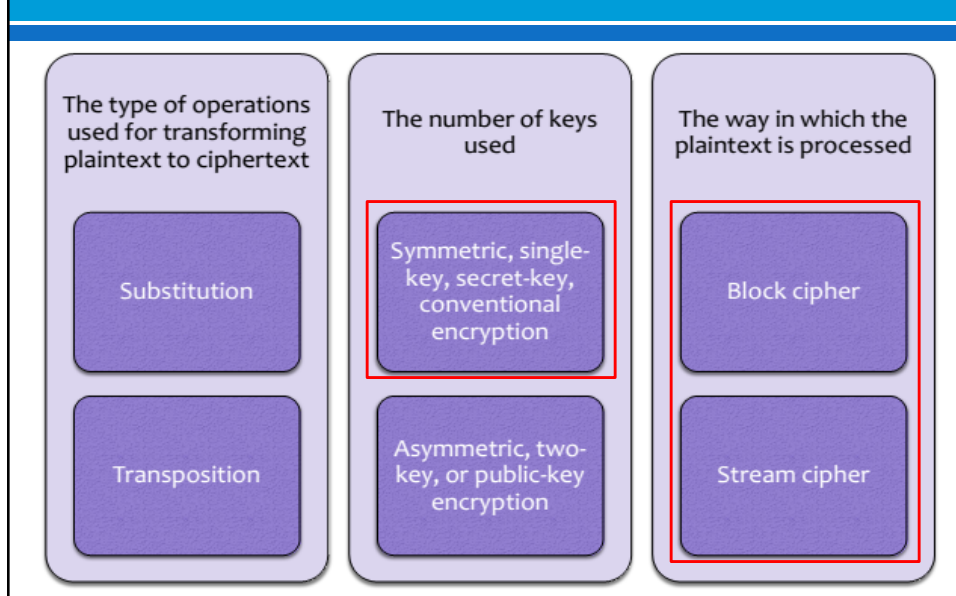 The type of operations
used for transforming
plaintext to ciphertext
Substitution
Transposition
The number of keys
used
Symmetric, single-
key, secret-key,
conventional
encryption
Asymmetric, two-
key, or public-key
encryption
The way in which the
plaintext is processed
Block cipher
Stream cipher